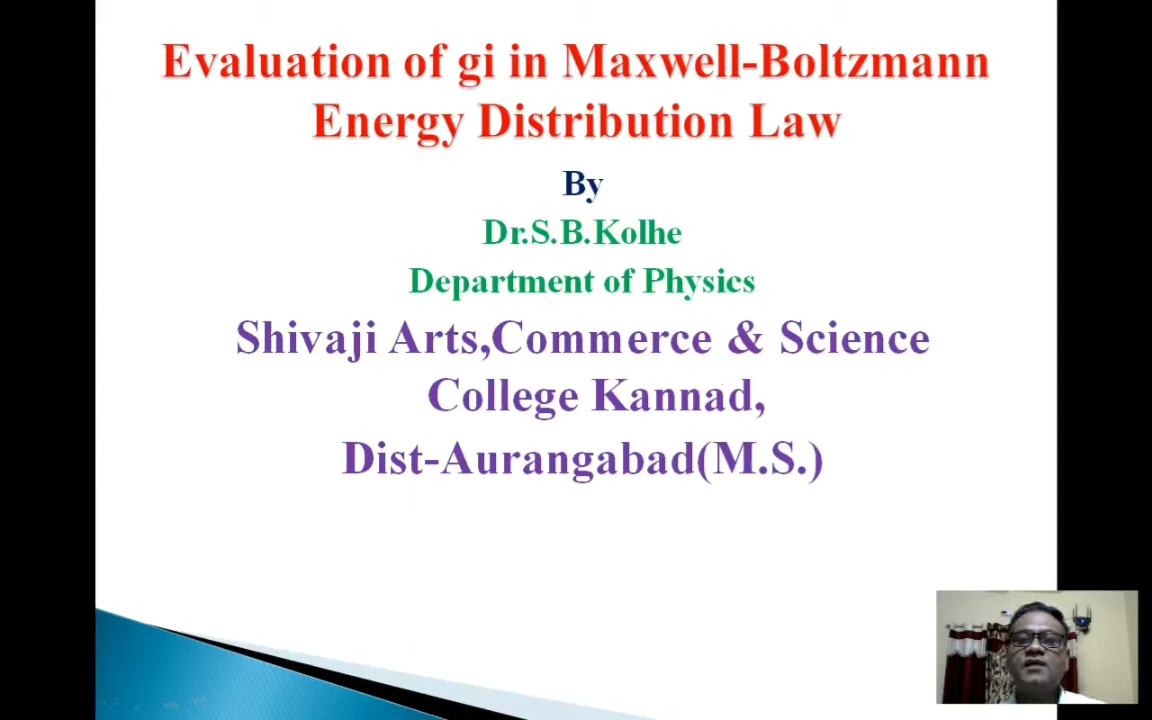 Evaluation of gi in Maxwell-Boltzmann
Energy Distribution Law
By
Dr.S.B.Kolhe
Department of Physics
Shivaji Arts,Commerce & Science
College Kannad,
Dist-Aurangabad(M.S.)